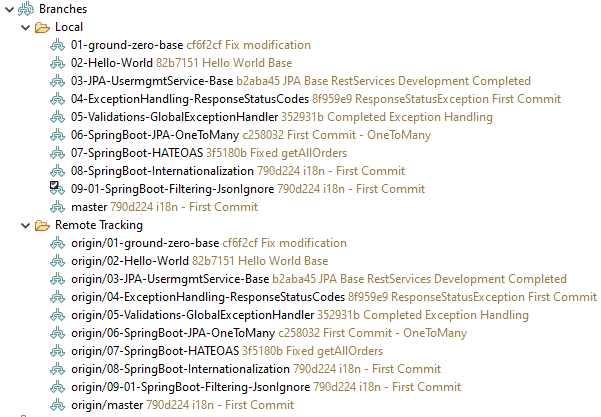 Branches
Local
01-ground-zero-base cf6f2cf Fix modification
02-Hello-World 82b7151 Hello World Base
03-JPA-UsermgmtService-Base b2aba45 JPA Base RestServices Development Completed
04-ExceptionHandling-ResponseStatusCodes 8f959e9 ResponseStatusException First Commit
05-Validations-GlobalExceptionHandler 352931b Completed Exception Handling
06-SpringBoot-JPA-OneToMany c258032 First Commit - OneToMany
07-SpringBoot-HATEOAS 3f5180b Fixed getAllOrders
08-SpringBoot-Internationalization 790d224 i18n - First Commit
09-01-SpringBoot-Filtering-JsonIgnore 790d224 i18n - First Commit
master 790d224 i18n - First Commit
Remote Tracking
origin/01-ground-zero-base cf6f2cf Fix modification
origin/02-Hello-World 82b7151 Hello World Base
origin/03-JPA-UsermgmtService-Base b2aba45 JPA Base RestServices Development Completed
origin/04-ExceptionHandling-ResponseStatusCodes 8f959e9 ResponseStatusException First Commit
origin/05-Validations-GlobalExceptionHandler 352931b Completed Exception Handling
origin/06-SpringBoot-JPA-OneToMany c258032 First Commit - OneToMany
origin/07-SpringBoot-HATEOAS 3f5180b Fixed getAllOrders
origin/08-SpringBoot-Internationalization 790d224 i18n - First Commit
origin/09-01-SpringBoot-Filtering-JsonIgnore 790d224 i18n - First Commit
origin/master 790d224 i18n - First Commit